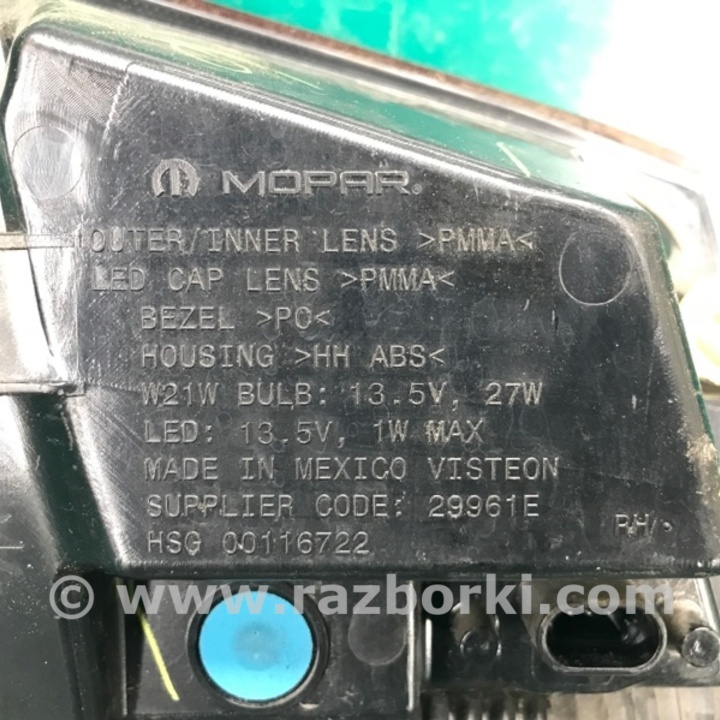 MOPAR®
OUTER/INNER LENS >PMMA<
LED CAP LENS >PMMA<
BEZEL >PC<
HOUSING >HH ABS<
W21W BULB: 13.5V, 27W
LED: 13.5V, 1W MAX
MADE IN MEXICO VISTEON
SUPPLIER CODE: 29961E
HSG 00116722
RH
© www.razborki.com